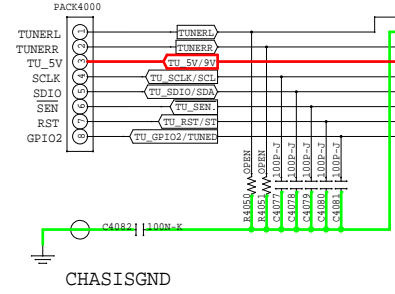 PACK4000
TUNERL 1 TUNERL
TUNERR 2 TUNERR
TU_5V 3 TU_5V/9V
SCLK 4 TU_SCLK/SCL
SDIO 5 TU_SDIO/SDA
SEN 6 TU_SEN.
RST 7 TU_RST/ST
GPIO2 8 TU_GPIO2/TUNED
R4050 OPEN
R4051 OPEN
C4077 100P-J
C4078 100P-J
C4079 100P-J
C4080 100P-J
C4081 100P-J
C4082 100N-K
CHASISGND